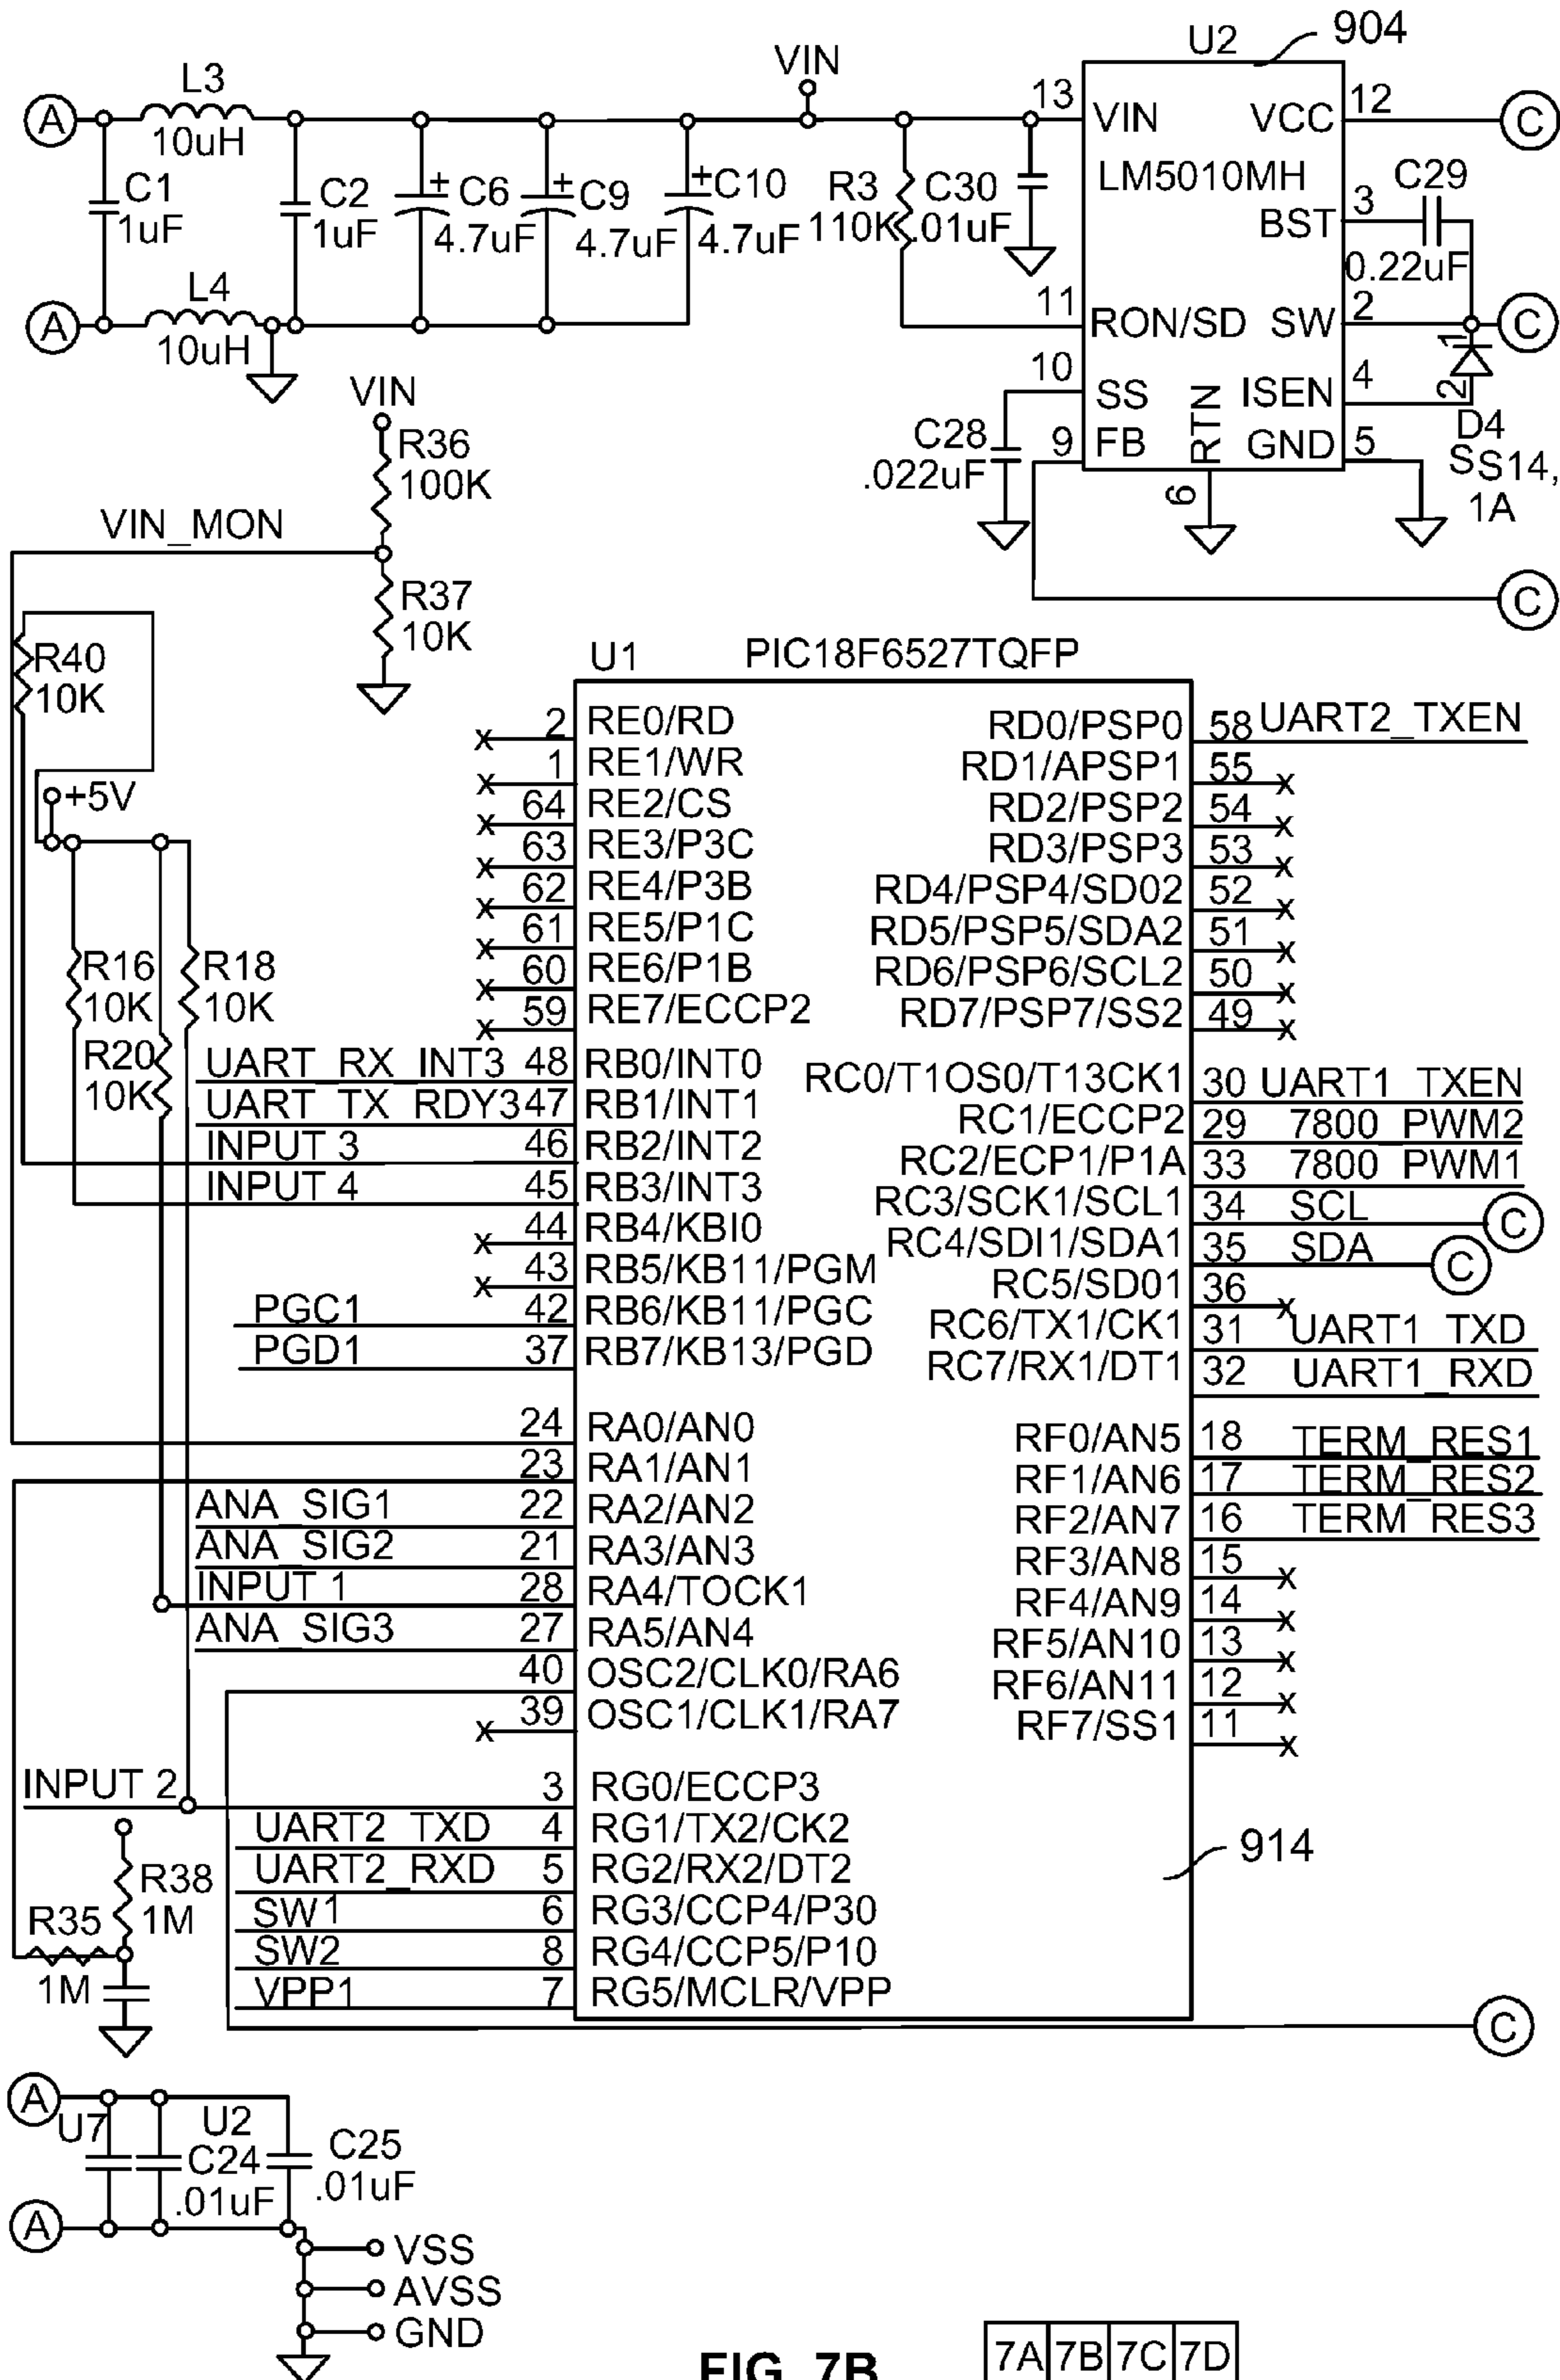 U2 904
A L3 10uH
C1 1uF
C2 1uF
± C6 4.7uF
± C9 4.7uF
± C10 4.7uF
VIN
R3 110K
C30 .01uF
A L4 10uH
13 VIN
VCC 12 C
LM5010MH
C29
BST 3
0.22uF
11 RON/SD
SW 2 C
1
2
10 SS
ISEN 4
9 FB
RTN
6
GND 5
D4
SS14,
1A
C28
.022uF
C
VIN
R36
100K
VIN_MON
R37
10K
R40
10K
+5V
R16
10K
R18
10K
R20
10K
U1 PIC18F6527TQFP
x 2 RE0/RD
x 1 RE1/WR
x 64 RE2/CS
x 63 RE3/P3C
x 62 RE4/P3B
x 61 RE5/P1C
x 60 RE6/P1B
x 59 RE7/ECCP2
UART_RX_INT3 48 RB0/INT0
UART_TX_RDY3 47 RB1/INT1
INPUT 3 46 RB2/INT2
INPUT 4 45 RB3/INT3
x 44 RB4/KBI0
x 43 RB5/KB11/PGM
PGC1 42 RB6/KB11/PGC
PGD1 37 RB7/KB13/PGD
24 RA0/AN0
23 RA1/AN1
ANA_SIG1 22 RA2/AN2
ANA_SIG2 21 RA3/AN3
INPUT 1 28 RA4/TOCK1
ANA_SIG3 27 RA5/AN4
40 OSC2/CLK0/RA6
x 39 OSC1/CLK1/RA7
INPUT 2 3 RG0/ECCP3
UART2_TXD 4 RG1/TX2/CK2
UART2_RXD 5 RG2/RX2/DT2
SW1 6 RG3/CCP4/P30
SW2 8 RG4/CCP5/P10
VPP1 7 RG5/MCLR/VPP
RD0/PSP0 58 UART2_TXEN
RD1/APSP1 55 x
RD2/PSP2 54 x
RD3/PSP3 53 x
RD4/PSP4/SD02 52 x
RD5/PSP5/SDA2 51 x
RD6/PSP6/SCL2 50 x
RD7/PSP7/SS2 49 x
RC0/T1OS0/T13CK1 30 UART1_TXEN
RC1/ECCP2 29 7800_PWM2
RC2/ECP1/P1A 33 7800_PWM1
RC3/SCK1/SCL1 34 SCL C
RC4/SDI1/SDA1 35 SDA C
RC5/SD01 36 x
RC6/TX1/CK1 31 UART1_TXD
RC7/RX1/DT1 32 UART1_RXD
RF0/AN5 18 TERM_RES1
RF1/AN6 17 TERM_RES2
RF2/AN7 16 TERM_RES3
RF3/AN8 15 x
RF4/AN9 14 x
RF5/AN10 13 x
RF6/AN11 12 x
RF7/SS1 11 x
914
R38
1M
R35
1M
C
A
U7 U2
C24
.01uF
C25
.01uF
A
VSS
AVSS
GND
FIG. 7B
7A 7B 7C 7D